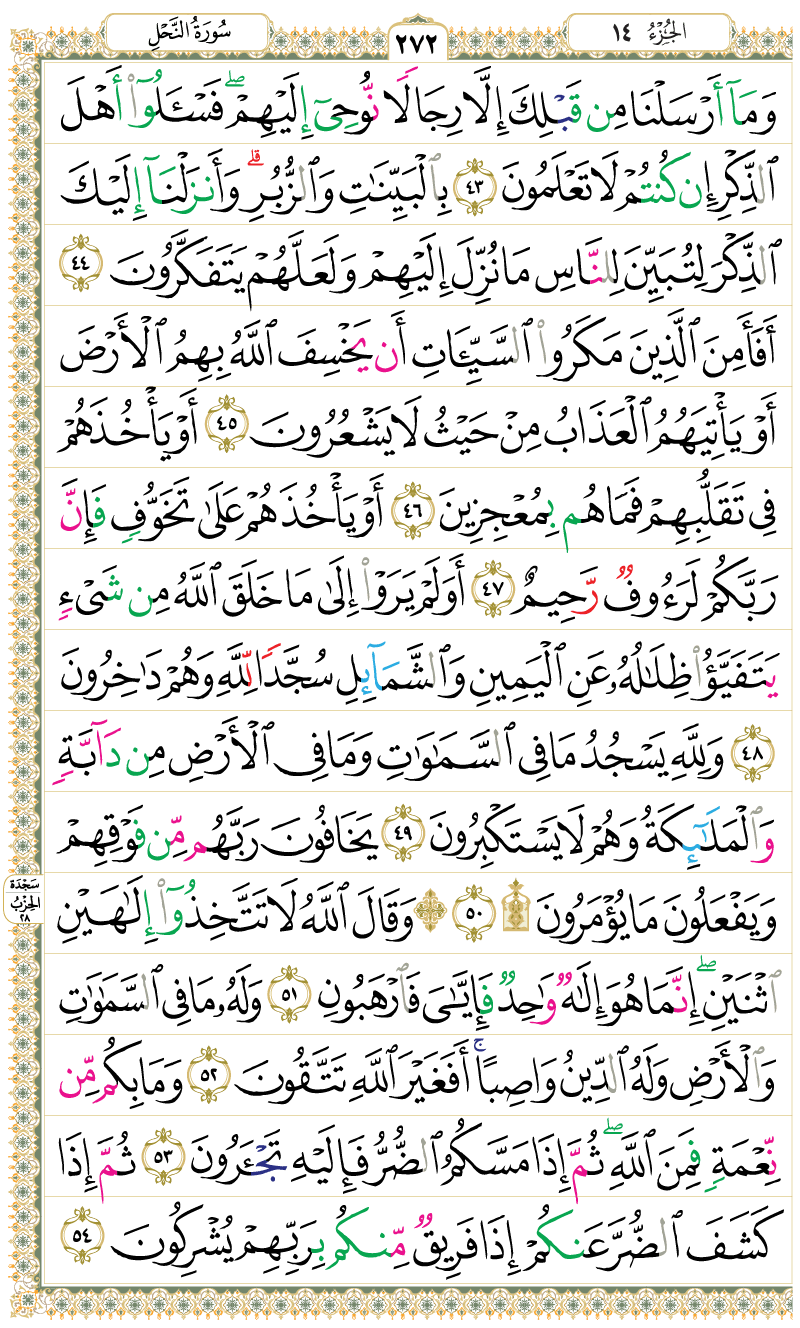 سُورَةُ النَّحْلِ
٢٧٢
الجُزْءُ ١٤
وَمَآ أَرْسَلْنَا مِن قَبْلِكَ إِلَّا رِجَالًا نُّوحِىٓ إِلَيْهِمْ ۖ فَسْـَٔلُوٓا۟ أَهْلَ
ٱلذِّكْرِ إِن كُنتُمْ لَا تَعْلَمُونَ ٤٣ بِٱلْبَيِّنَـٰتِ وَٱلزُّبُرِ ۗ وَأَنزَلْنَآ إِلَيْكَ
ٱلذِّكْرَ لِتُبَيِّنَ لِلنَّاسِ مَا نُزِّلَ إِلَيْهِمْ وَلَعَلَّهُمْ يَتَفَكَّرُونَ ٤٤
أَفَأَمِنَ ٱلَّذِينَ مَكَرُوا۟ ٱلسَّيِّـَٔاتِ أَن يَخْسِفَ ٱللَّهُ بِهِمُ ٱلْأَرْضَ
أَوْ يَأْتِيَهُمُ ٱلْعَذَابُ مِنْ حَيْثُ لَا يَشْعُرُونَ ٤٥ أَوْ يَأْخُذَهُمْ
فِى تَقَلُّبِهِمْ فَمَا هُم بِمُعْجِزِينَ ٤٦ أَوْ يَأْخُذَهُمْ عَلَىٰ تَخَوُّفٍ فَإِنَّ
رَبَّكُمْ لَرَءُوفٌ رَّحِيمٌ ٤٧ أَوَلَمْ يَرَوْا۟ إِلَىٰ مَا خَلَقَ ٱللَّهُ مِن شَىْءٍ
يَتَفَيَّؤُا۟ ظِلَـٰلُهُۥ عَنِ ٱلْيَمِينِ وَٱلشَّمَآئِلِ سُجَّدًا لِّلَّهِ وَهُمْ دَٰخِرُونَ
٤٨ وَلِلَّهِ يَسْجُدُ مَا فِى ٱلسَّمَـٰوَٰتِ وَمَا فِى ٱلْأَرْضِ مِن دَآبَّةٍ
وَٱلْمَلَـٰٓئِكَةُ وَهُمْ لَا يَسْتَكْبِرُونَ ٤٩ يَخَافُونَ رَبَّهُم مِّن فَوْقِهِمْ
وَيَفْعَلُونَ مَا يُؤْمَرُونَ ۩ ٥٠ ۞ وَقَالَ ٱللَّهُ لَا تَتَّخِذُوٓا۟ إِلَـٰهَيْنِ
ٱثْنَيْنِ ۖ إِنَّمَا هُوَ إِلَـٰهٌ وَٰحِدٌ فَإِيَّـٰىَ فَٱرْهَبُونِ ٥١ وَلَهُۥ مَا فِى ٱلسَّمَـٰوَٰتِ
وَٱلْأَرْضِ وَلَهُ ٱلدِّينُ وَاصِبًا ۚ أَفَغَيْرَ ٱللَّهِ تَتَّقُونَ ٥٢ وَمَا بِكُم مِّن
نِّعْمَةٍ فَمِنَ ٱللَّهِ ۖ ثُمَّ إِذَا مَسَّكُمُ ٱلضُّرُّ فَإِلَيْهِ تَجْـَٔرُونَ ٥٣ ثُمَّ إِذَا
كَشَفَ ٱلضُّرَّ عَنكُمْ إِذَا فَرِيقٌ مِّنكُم بِرَبِّهِمْ يُشْرِكُونَ ٥٤
سَجْدَة
الحِزْبُ
٢٨